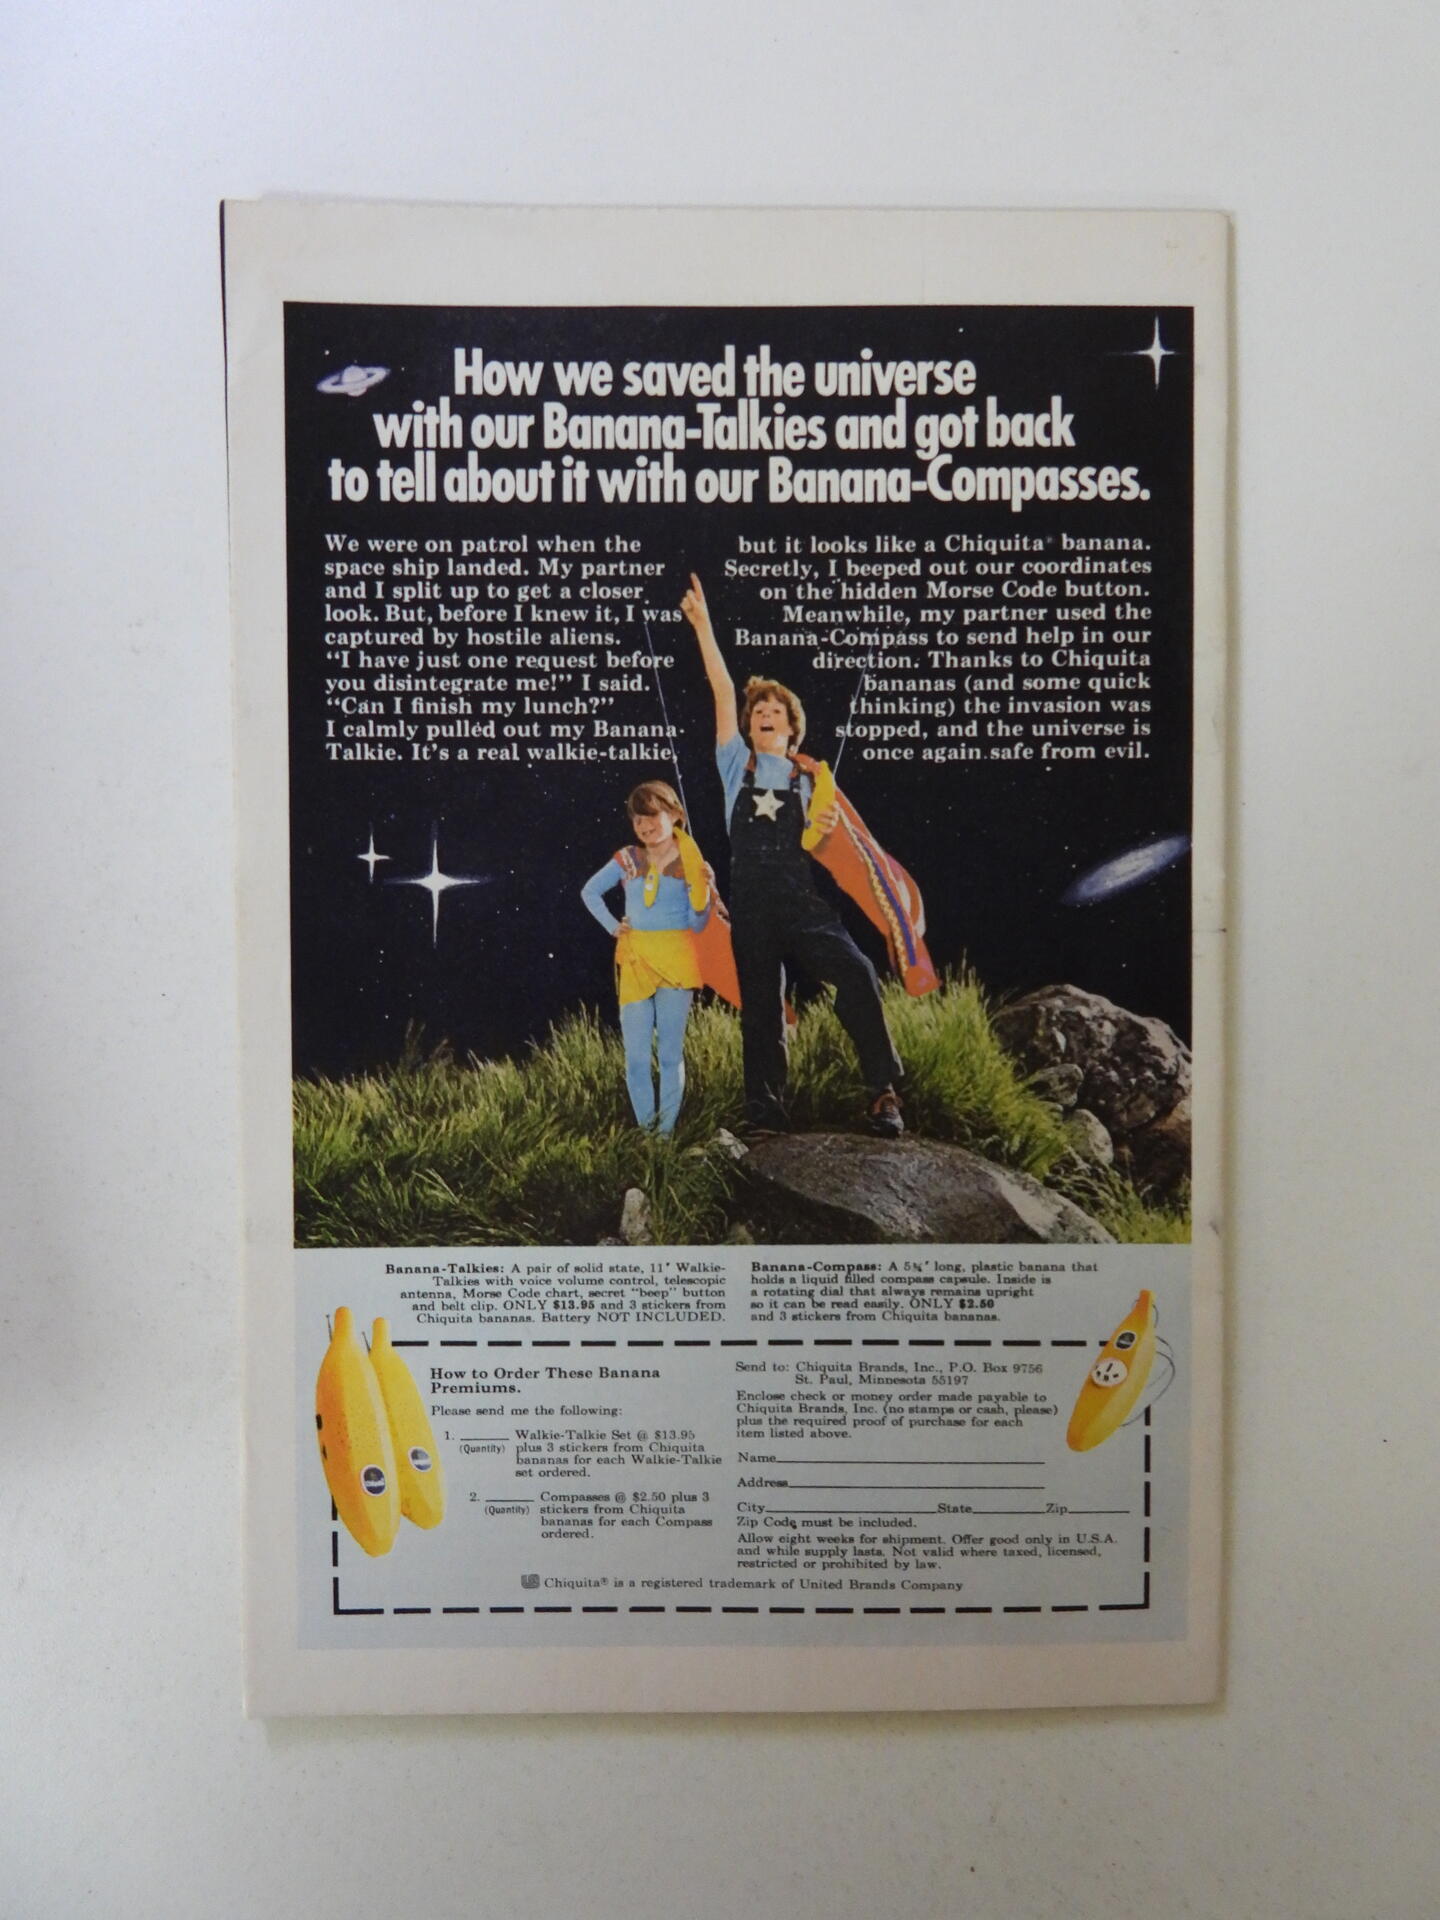 How we saved the universe
with our Banana-Talkies and got back
to tell about it with our Banana-Compasses.
We were on patrol when the
space ship landed. My partner
and I split up to get a closer
look. But, before I knew it, I was
captured by hostile aliens.
"I have just one request before
you disintegrate me!" I said.
"Can I finish my lunch?"
I calmly pulled out my Banana-
Talkie. It's a real walkie-talkie,
but it looks like a Chiquita® banana.
Secretly, I beeped out our coordinates
on the hidden Morse Code button.
Meanwhile, my partner used the
Banana-Compass to send help in our
direction. Thanks to Chiquita
bananas (and some quick
thinking) the invasion was
stopped, and the universe is
once again safe from evil.
Banana-Talkies: A pair of solid state, 11" Walkie-
Talkies with voice volume control, telescopic
antenna, Morse Code chart, secret "beep" button
and belt clip. ONLY $13.95 and 3 stickers from
Chiquita bananas. Battery NOT INCLUDED.
Banana-Compass: A 5¾" long, plastic banana that
holds a liquid filled compass capsule. Inside is
a rotating dial that always remains upright
so it can be read easily. ONLY $2.50
and 3 stickers from Chiquita bananas.
How to Order These Banana
Premiums.
Please send me the following:
1. ______ Walkie-Talkie Set @ $13.95
(Quantity) plus 3 stickers from Chiquita
bananas for each Walkie-Talkie
set ordered.
2. ______ Compasses @ $2.50 plus 3
(Quantity) stickers from Chiquita
bananas for each Compass
ordered.
Send to: Chiquita Brands, Inc., P.O. Box 9756
St. Paul, Minnesota 55197
Enclose check or money order made payable to
Chiquita Brands, Inc. (no stamps or cash, please)
plus the required proof of purchase for each
item listed above.
Name
Address
City State Zip
Zip Code must be included.
Allow eight weeks for shipment. Offer good only in U.S.A.
and while supply lasts. Not valid where taxed, licensed,
restricted or prohibited by law.
Chiquita® is a registered trademark of United Brands Company